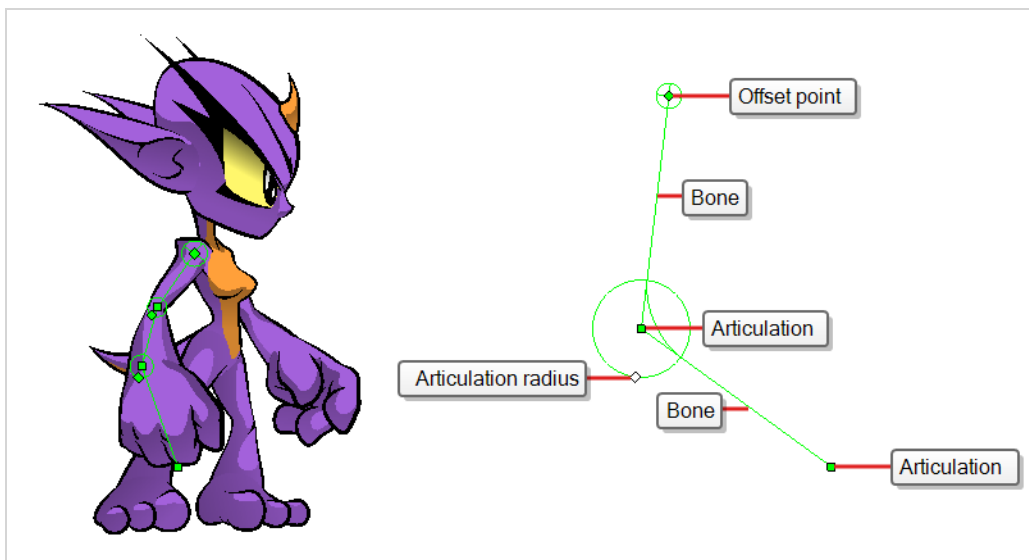 Offset point
Bone
Articulation
Articulation radius
Bone
Articulation